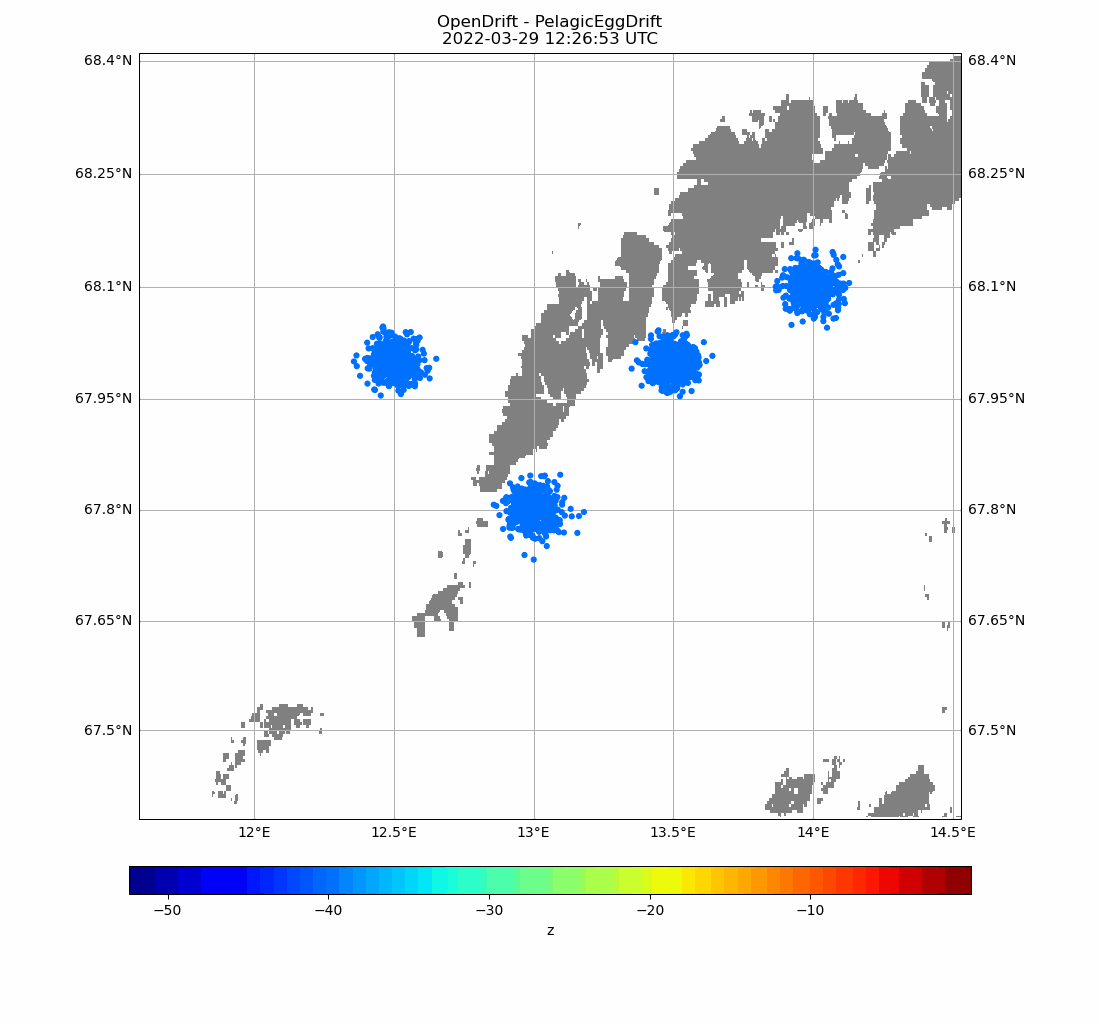 OpenDrift - PelagicEggDrift
2022-03-29 12:26:53 UTC
68.4°N 68.4°N
68.25°N 68.25°N
68.1°N 68.1°N
67.95°N 67.95°N
67.8°N 67.8°N
67.65°N 67.65°N
67.5°N 67.5°N
12°E 12.5°E 13°E 13.5°E 14°E 14.5°E
−50 −40 −30 −20 −10
z